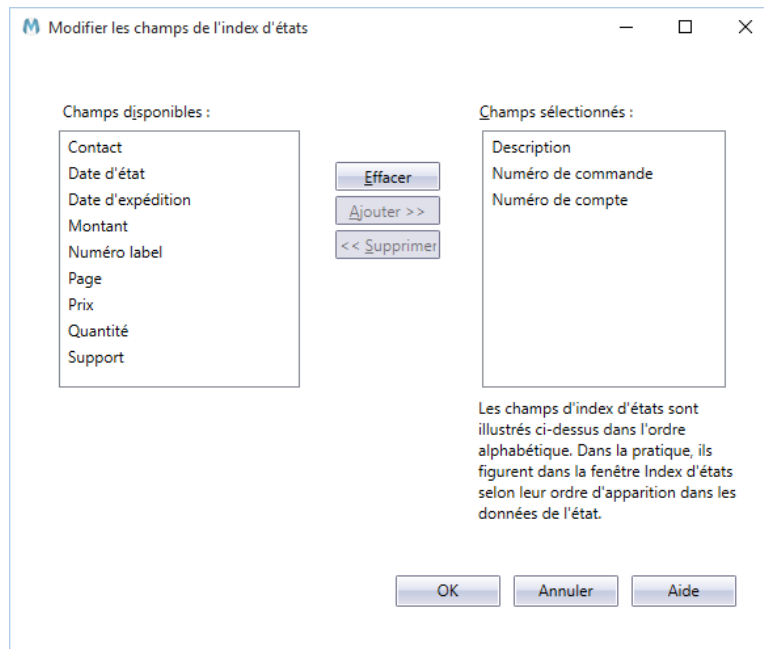 Modifier les champs de l'index d'états
Champs disponibles :
Contact
Date d'état
Date d'expédition
Montant
Numéro label
Page
Prix
Quantité
Support
Effacer
Ajouter >>
<< Supprimer
Champs sélectionnés :
Description
Numéro de commande
Numéro de compte
Les champs d'index d'états sont
illustrés ci-dessus dans l'ordre
alphabétique. Dans la pratique, ils
figurent dans la fenêtre Index d'états
selon leur ordre d'apparition dans les
données de l'état.
OK
Annuler
Aide